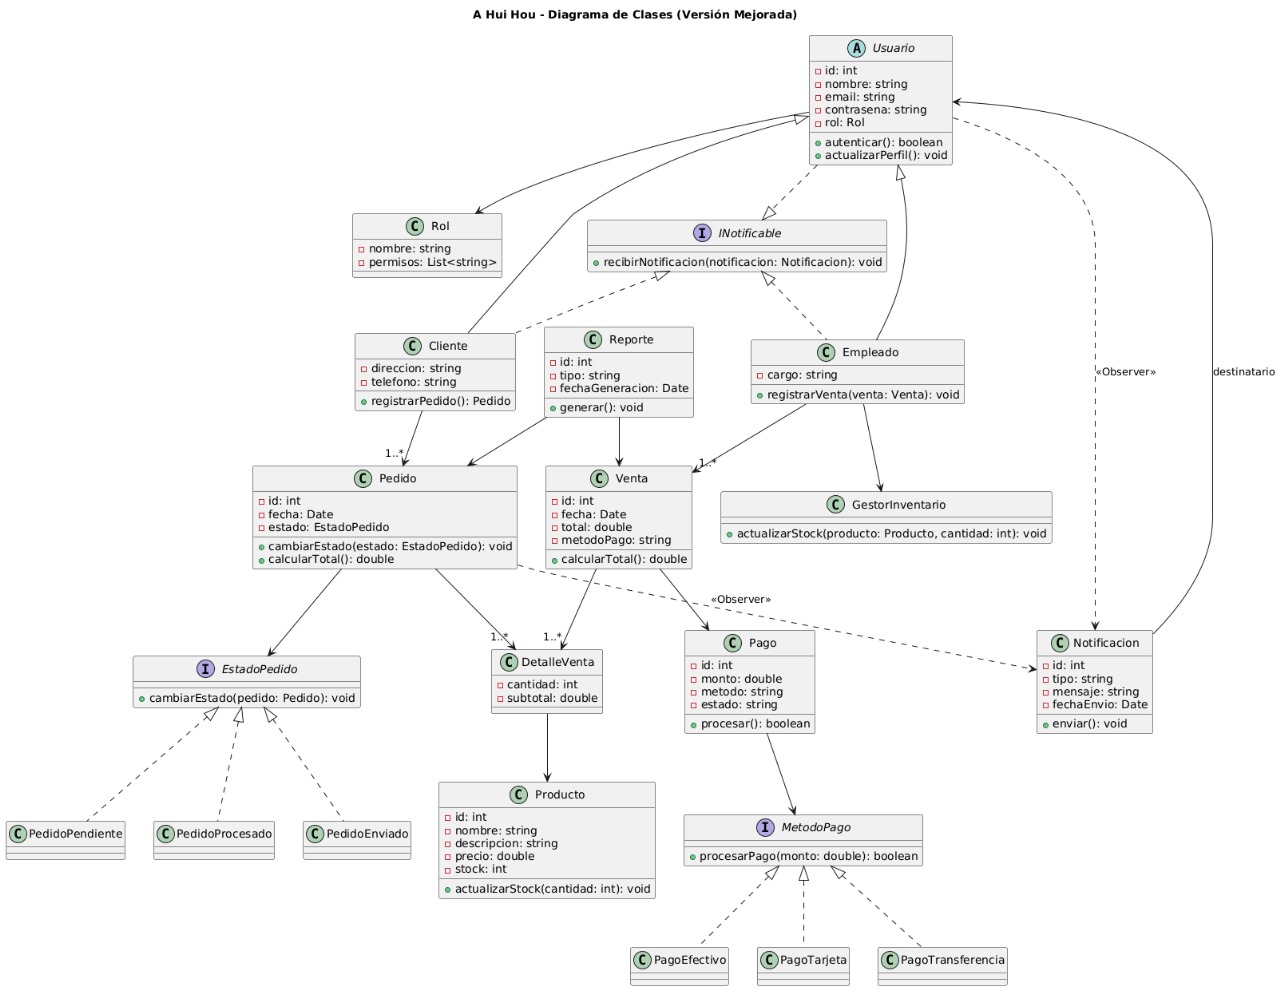 A Hui Hou - Diagrama de Clases (Versión Mejorada)
A Usuario
id: int
nombre: string
email: string
contrasena: string
rol: Rol
autenticar(): boolean
actualizarPerfil(): void
C Rol
nombre: string
permisos: List<string>
I INotificable
recibirNotificacion(notificacion: Notificacion): void
C Cliente
direccion: string
telefono: string
registrarPedido(): Pedido
C Reporte
id: int
tipo: string
fechaGeneracion: Date
generar(): void
C Empleado
cargo: string
registrarVenta(venta: Venta): void
«Observer»
destinatario
1..*
1..*
C Pedido
id: int
fecha: Date
estado: EstadoPedido
cambiarEstado(estado: EstadoPedido): void
calcularTotal(): double
C Venta
id: int
fecha: Date
total: double
metodoPago: string
calcularTotal(): double
C GestorInventario
actualizarStock(producto: Producto, cantidad: int): void
«Observer»
1..*
1..*
I EstadoPedido
cambiarEstado(pedido: Pedido): void
C DetalleVenta
cantidad: int
subtotal: double
C Pago
id: int
monto: double
metodo: string
estado: string
procesar(): boolean
C Notificacion
id: int
tipo: string
mensaje: string
fechaEnvio: Date
enviar(): void
C PedidoPendiente
C PedidoProcesado
C PedidoEnviado
C Producto
id: int
nombre: string
descripcion: string
precio: double
stock: int
actualizarStock(cantidad: int): void
I MetodoPago
procesarPago(monto: double): boolean
C PagoEfectivo
C PagoTarjeta
C PagoTransferencia